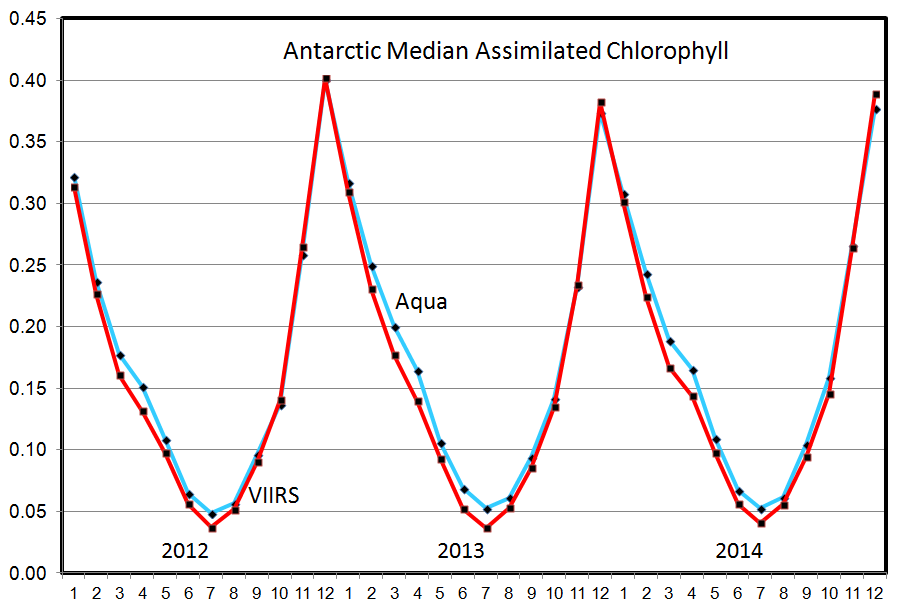 0.45
Antarctic Median Assimilated Chlorophyll
0.40
0.35
0.30
0.25
Aqua
0.20
0.15
0.10
VIIRS
0.05
2012 2013 2014
0.00
1 2 3 4 5 6 7 8 9 10 11 12 1 2 3 4 5 6 7 8 9 10 11 12 1 2 3 4 5 6 7 8 9 10 11 12